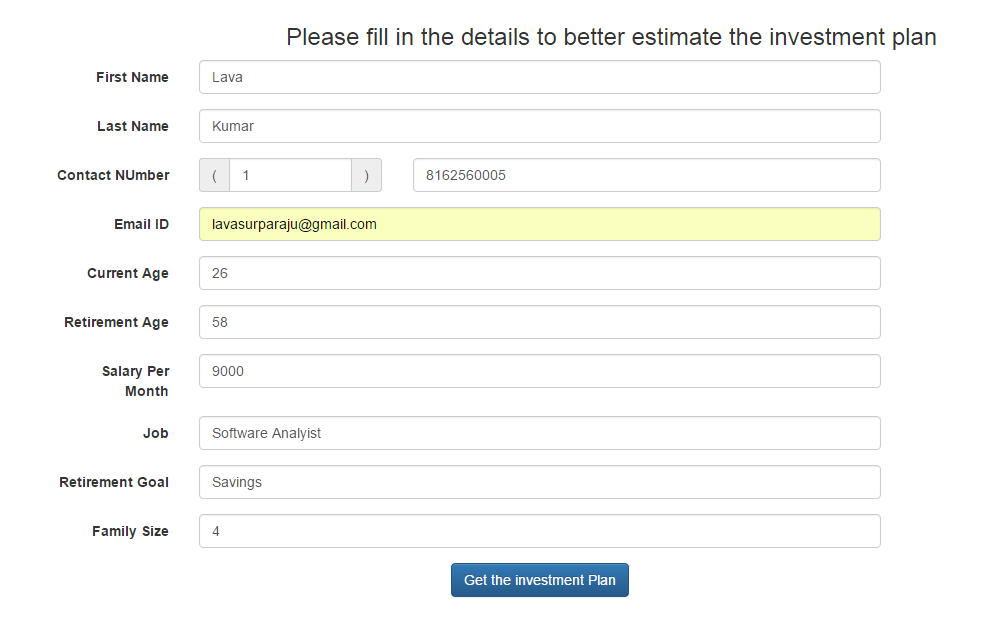 Please fill in the details to better estimate the investment plan
First Name Lava
Last Name Kumar
Contact NUmber ( 1 ) 8162560005
Email ID lavasurparaju@gmail.com
Current Age 26
Retirement Age 58
Salary Per Month 9000
Job Software Analyist
Retirement Goal Savings
Family Size 4
Get the investment Plan